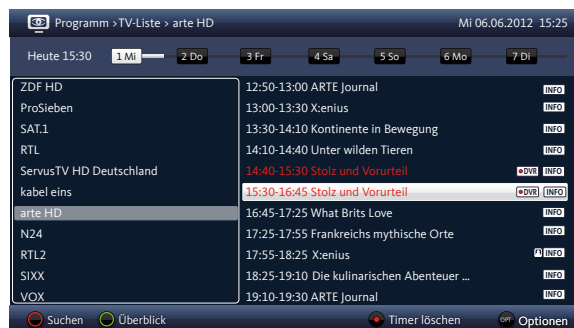 Programm >TV-Liste > arte HD Mi 06.06.2012 15:25
Heute 15:30 1 Mi 2 Do 3 Fr 4 Sa 5 So 6 Mo 7 Di
ZDF HD 12:50-13:00 ARTE Journal INFO
ProSieben 13:00-13:30 X:enius INFO
SAT.1 13:30-14:10 Kontinente in Bewegung INFO
RTL 14:10-14:40 Unter wilden Tieren INFO
ServusTV HD Deutschland 14:40-15:30 Stolz und Vorurteil DVR INFO
kabel eins 15:30-16:45 Stolz und Vorurteil DVR INFO
arte HD 16:45-17:25 What Brits Love INFO
N24 17:25-17:55 Frankreichs mythische Orte INFO
RTL2 17:55-18:25 X:enius INFO
SIXX 18:25-19:10 Die kulinarischen Abenteuer ... INFO
VOX 19:10-19:30 ARTE Journal INFO
Suchen Überblick Timer löschen OPT Optionen